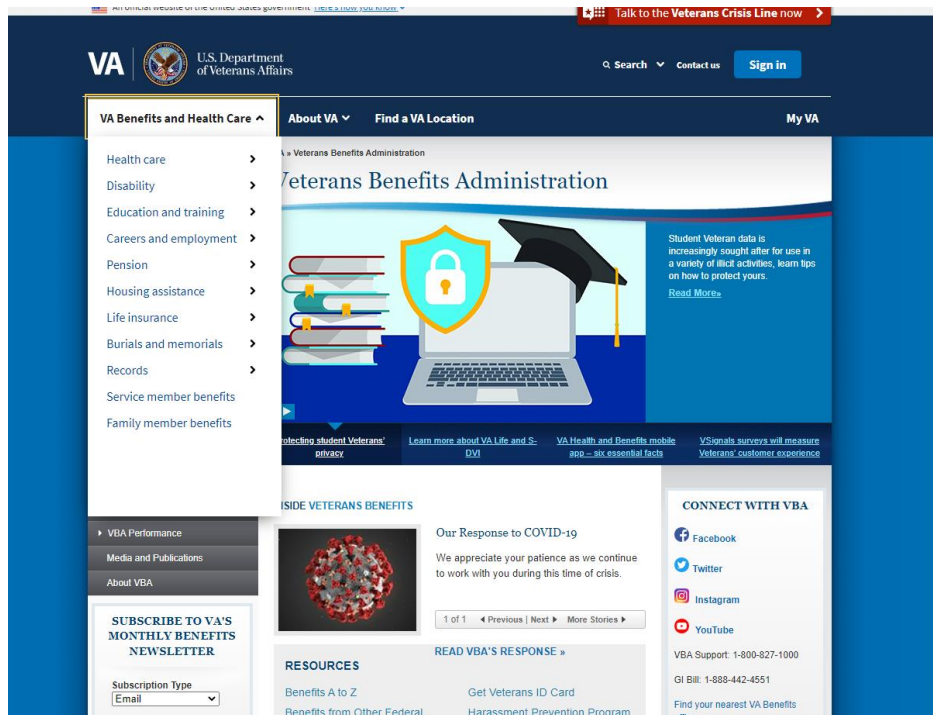 An official website of the United States government Here's how you know
Talk to the Veterans Crisis Line now
VA
U.S. Department
of Veterans Affairs
Search
Contact us
Sign in
VA Benefits and Health Care
About VA
Find a VA Location
My VA
Health care
Disability
Education and training
Careers and employment
Pension
Housing assistance
Life insurance
Burials and memorials
Records
Service member benefits
Family member benefits
» Veterans Benefits Administration
Veterans Benefits Administration
Student Veteran data is
increasingly sought after for use in
a variety of illicit activities, learn tips
on how to protect yours.
Read More»
rotecting student Veterans'
privacy
Learn more about VA Life and S-
DVI
VA Health and Benefits mobile
app – six essential facts
VSignals surveys will measure
Veterans' customer experience
VBA Performance
Media and Publications
About VBA
SUBSCRIBE TO VA'S
MONTHLY BENEFITS
NEWSLETTER
Subscription Type
Email
NSIDE VETERANS BENEFITS
Our Response to COVID-19
We appreciate your patience as we continue
to work with you during this time of crisis.
1 of 1 Previous | Next More Stories
READ VBA'S RESPONSE »
RESOURCES
Benefits A to Z
Get Veterans ID Card
Benefits from Other Federal
Harassment Prevention Program
CONNECT WITH VBA
Facebook
Twitter
Instagram
YouTube
VBA Support: 1-800-827-1000
GI Bill: 1-888-442-4551
Find your nearest VA Benefits